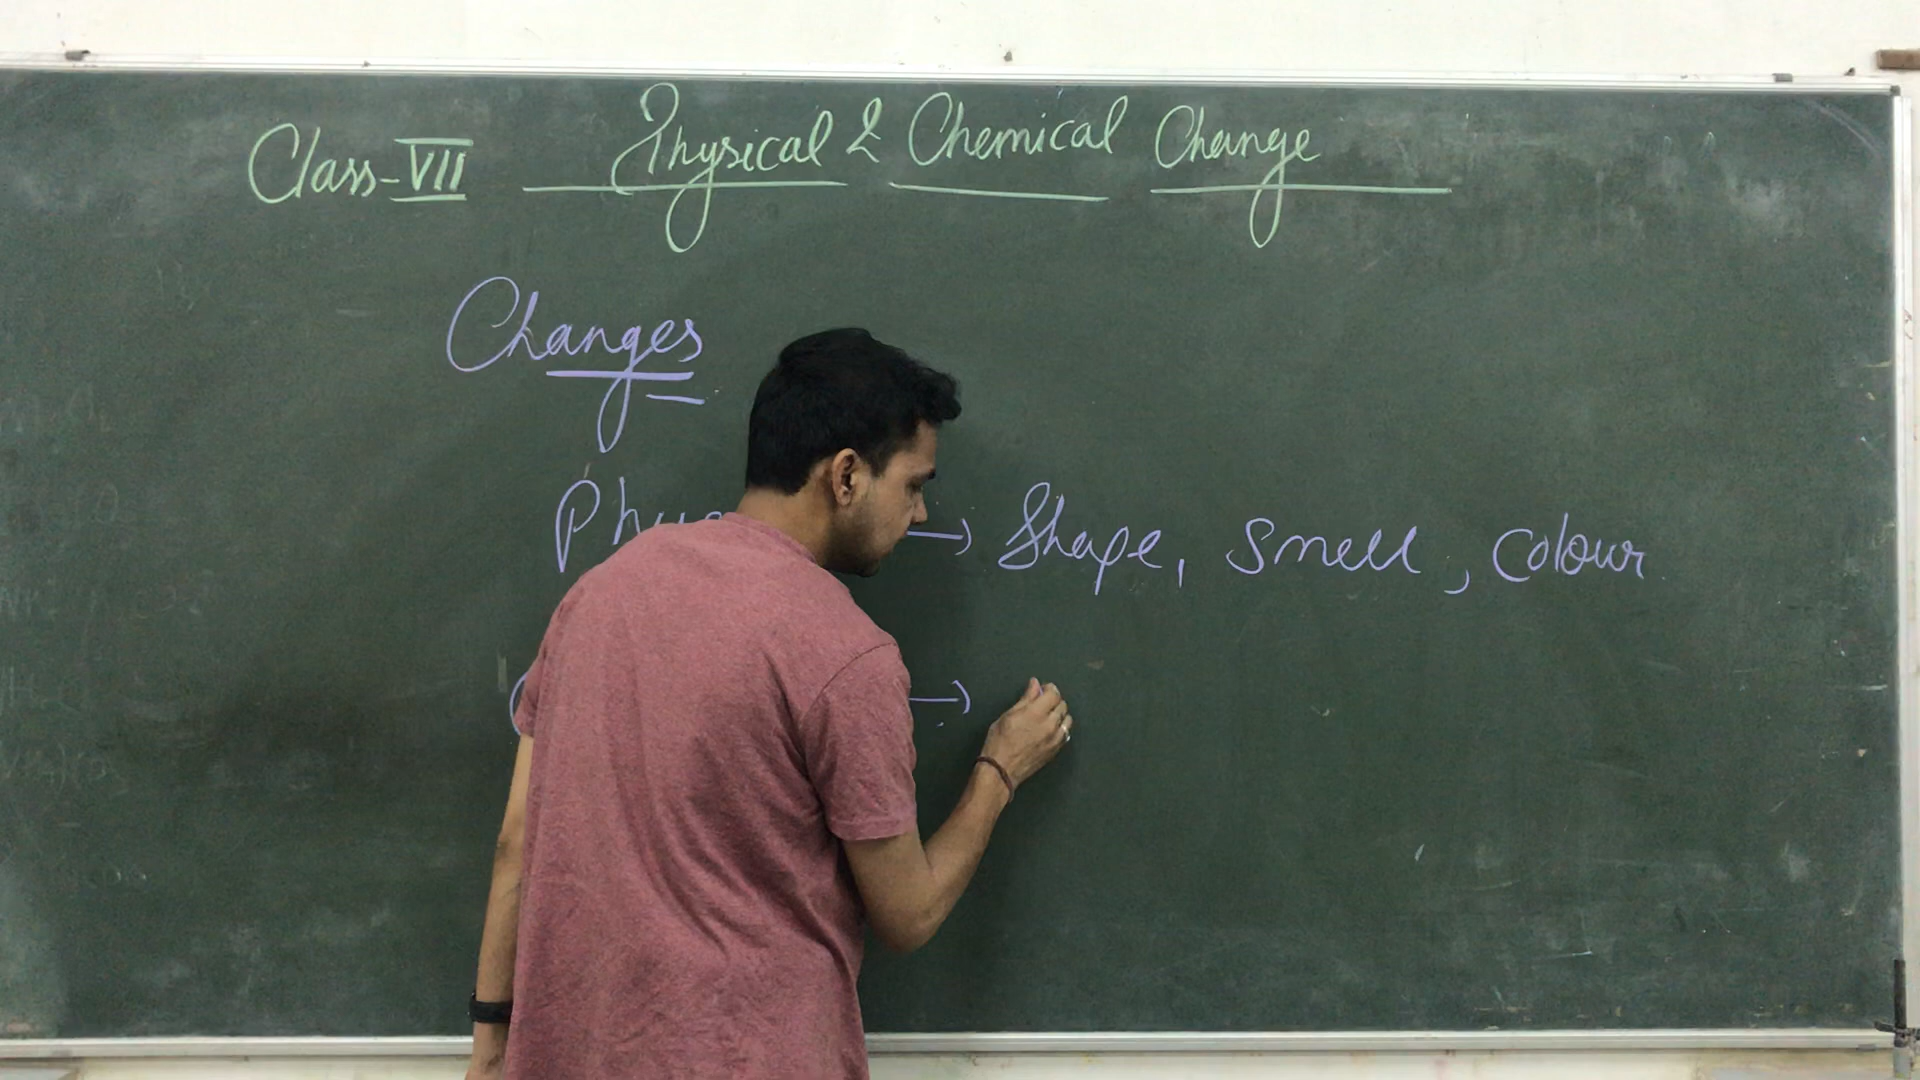 Class-VII Physical & Chemical Change
Changes
→ Shape, Smell, Colour
→